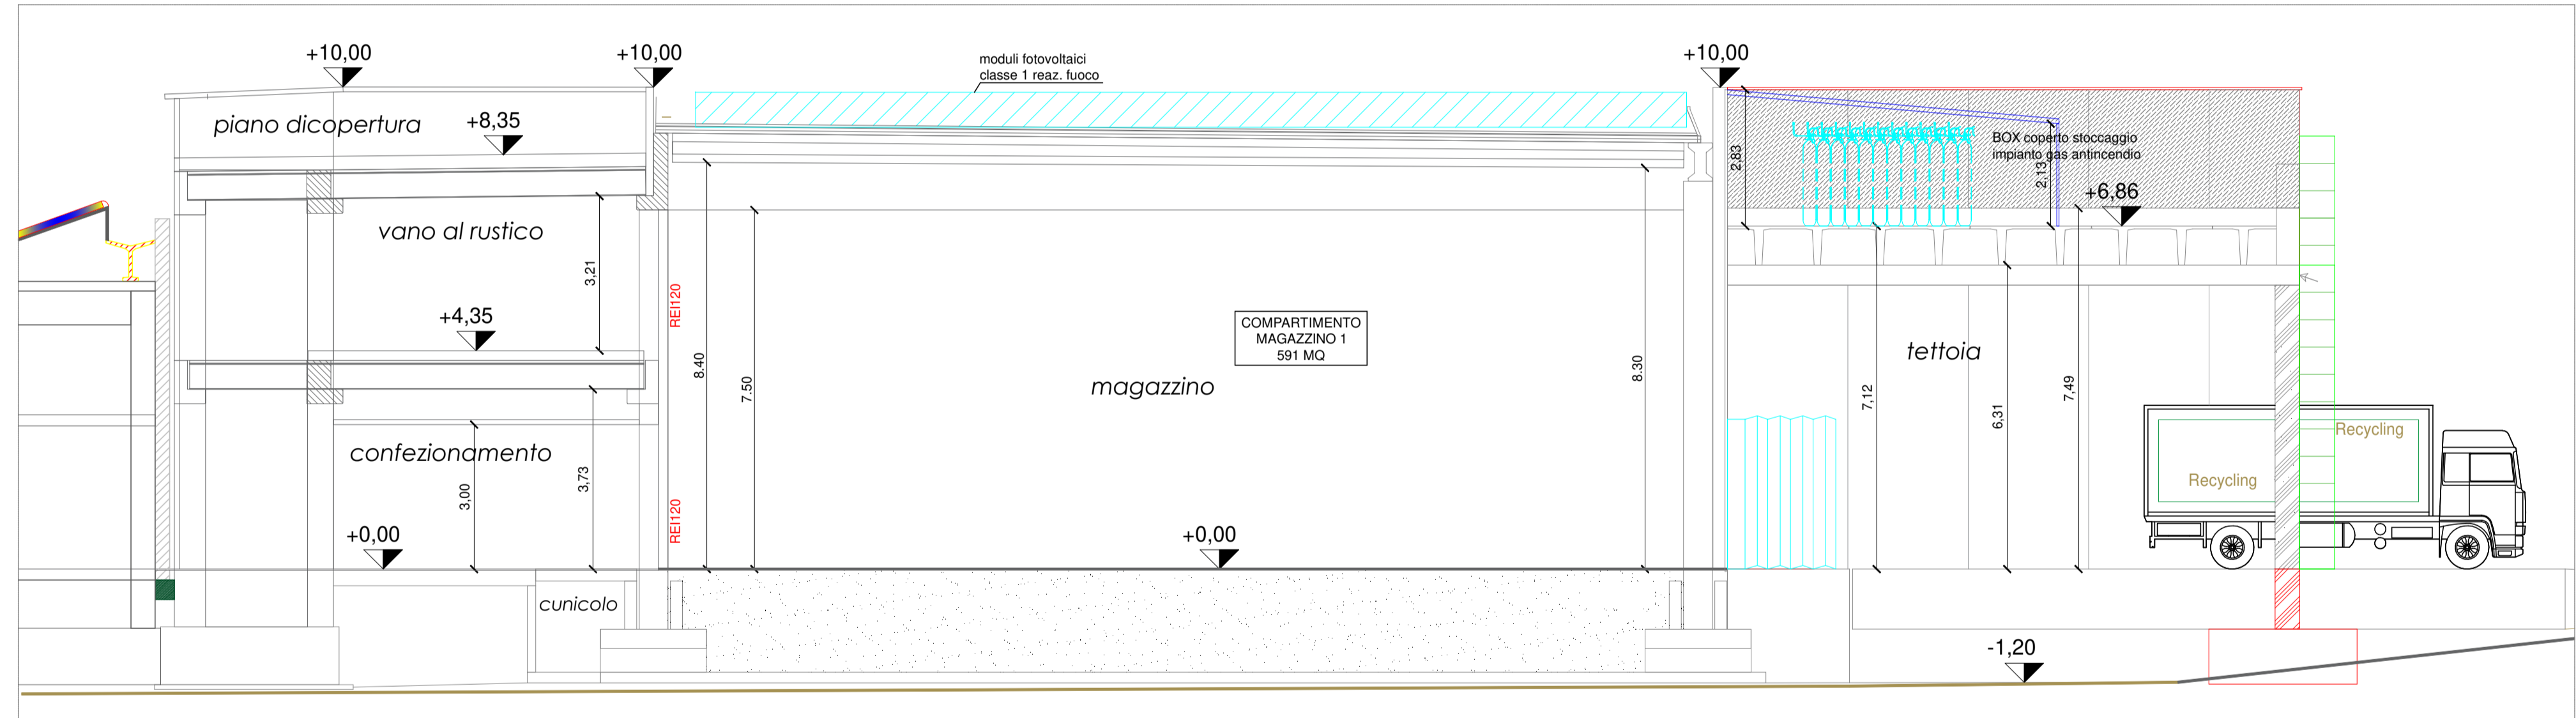 +10,00
+10,00
moduli fotovoltaici
classe 1 reaz. fuoco
+10,00
piano dicopertura
+8,35
BOX coperto stoccaggio
impianto gas antincendio
2,83
2,13
+6,86
vano al rustico
3,21
REI120
+4,35
COMPARTIMENTO
MAGAZZINO 1
591 MQ
tettoia
8.40
7.50
magazzino
8.30
7,12
6,31
7,49
Recycling
confezionamento
3,00
3,73
Recycling
REI120
+0,00
+0,00
cunicolo
-1,20